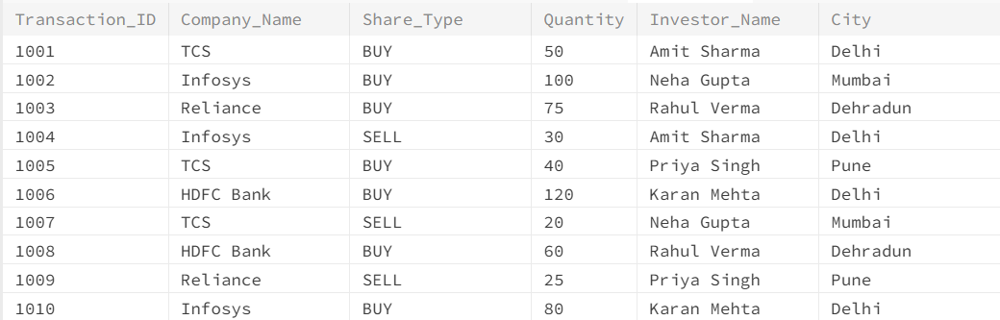 Transaction_ID Company_Name Share_Type Quantity Investor_Name City
1001 TCS BUY 50 Amit Sharma Delhi
1002 Infosys BUY 100 Neha Gupta Mumbai
1003 Reliance BUY 75 Rahul Verma Dehradun
1004 Infosys SELL 30 Amit Sharma Delhi
1005 TCS BUY 40 Priya Singh Pune
1006 HDFC Bank BUY 120 Karan Mehta Delhi
1007 TCS SELL 20 Neha Gupta Mumbai
1008 HDFC Bank BUY 60 Rahul Verma Dehradun
1009 Reliance SELL 25 Priya Singh Pune
1010 Infosys BUY 80 Karan Mehta Delhi